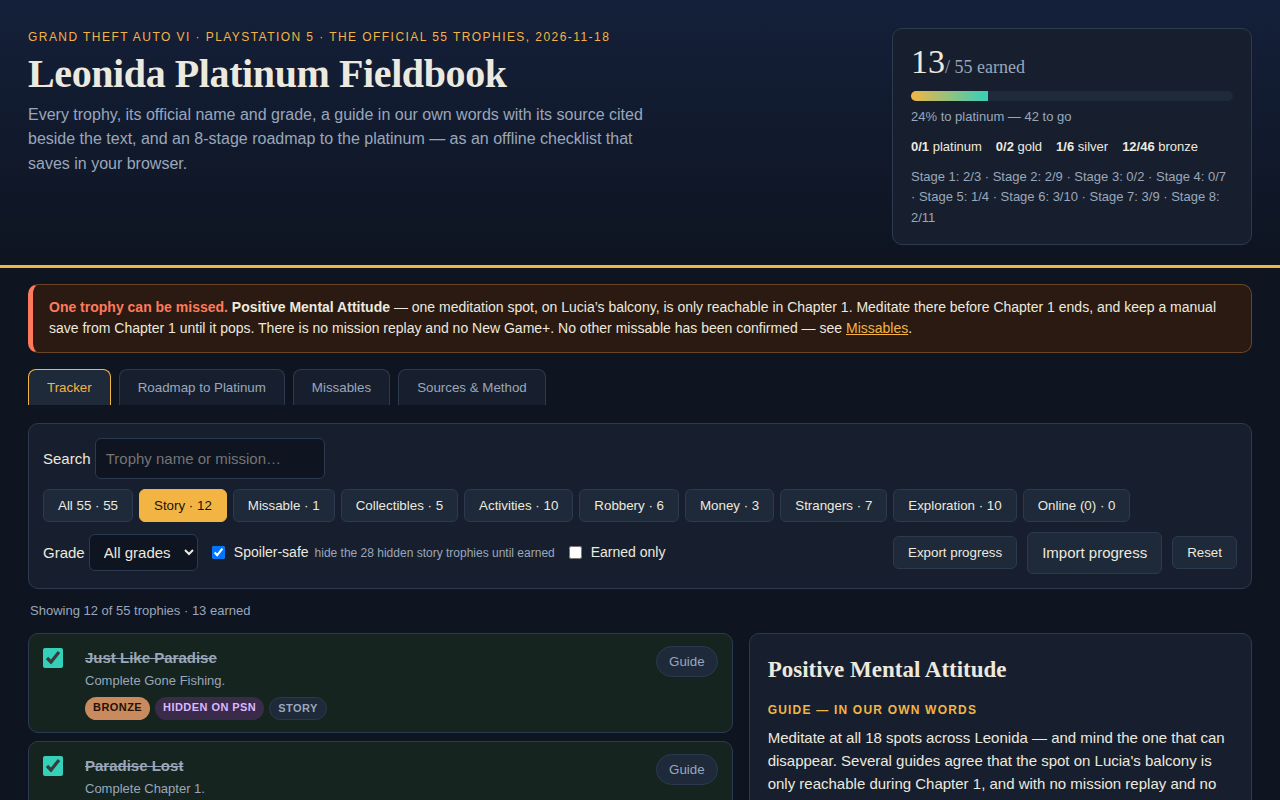 GRAND THEFT AUTO VI · PLAYSTATION 5 · THE OFFICIAL 55 TROPHIES, 2026-11-18
Leonida Platinum Fieldbook
Every trophy, its official name and grade, a guide in our own words with its source cited
beside the text, and an 8-stage roadmap to the platinum — as an offline checklist that
saves in your browser.
13/ 55 earned
24% to platinum — 42 to go
0/1 platinum 0/2 gold 1/6 silver 12/46 bronze
Stage 1: 2/3 · Stage 2: 2/9 · Stage 3: 0/2 · Stage 4: 0/7
· Stage 5: 1/4 · Stage 6: 3/10 · Stage 7: 3/9 · Stage 8:
2/11
One trophy can be missed. Positive Mental Attitude — one meditation spot, on Lucia's balcony, is only reachable in Chapter 1. Meditate there before Chapter 1 ends, and keep a manual
save from Chapter 1 until it pops. There is no mission replay and no New Game+. No other missable has been confirmed — see Missables.
Tracker
Roadmap to Platinum
Missables
Sources & Method
Search Trophy name or mission…
All 55 · 55
Story · 12
Missable · 1
Collectibles · 5
Activities · 10
Robbery · 6
Money · 3
Strangers · 7
Exploration · 10
Online (0) · 0
Grade All grades
Spoiler-safe hide the 28 hidden story trophies until earned
Earned only
Export progress
Import progress
Reset
Showing 12 of 55 trophies · 13 earned
Just Like Paradise
Complete Gone Fishing.
BRONZE HIDDEN ON PSN STORY
Guide
Paradise Lost
Complete Chapter 1.
Guide
Positive Mental Attitude
GUIDE — IN OUR OWN WORDS
Meditate at all 18 spots across Leonida — and mind the one that can
disappear. Several guides agree that the spot on Lucia's balcony is
only reachable during Chapter 1, and with no mission replay and no